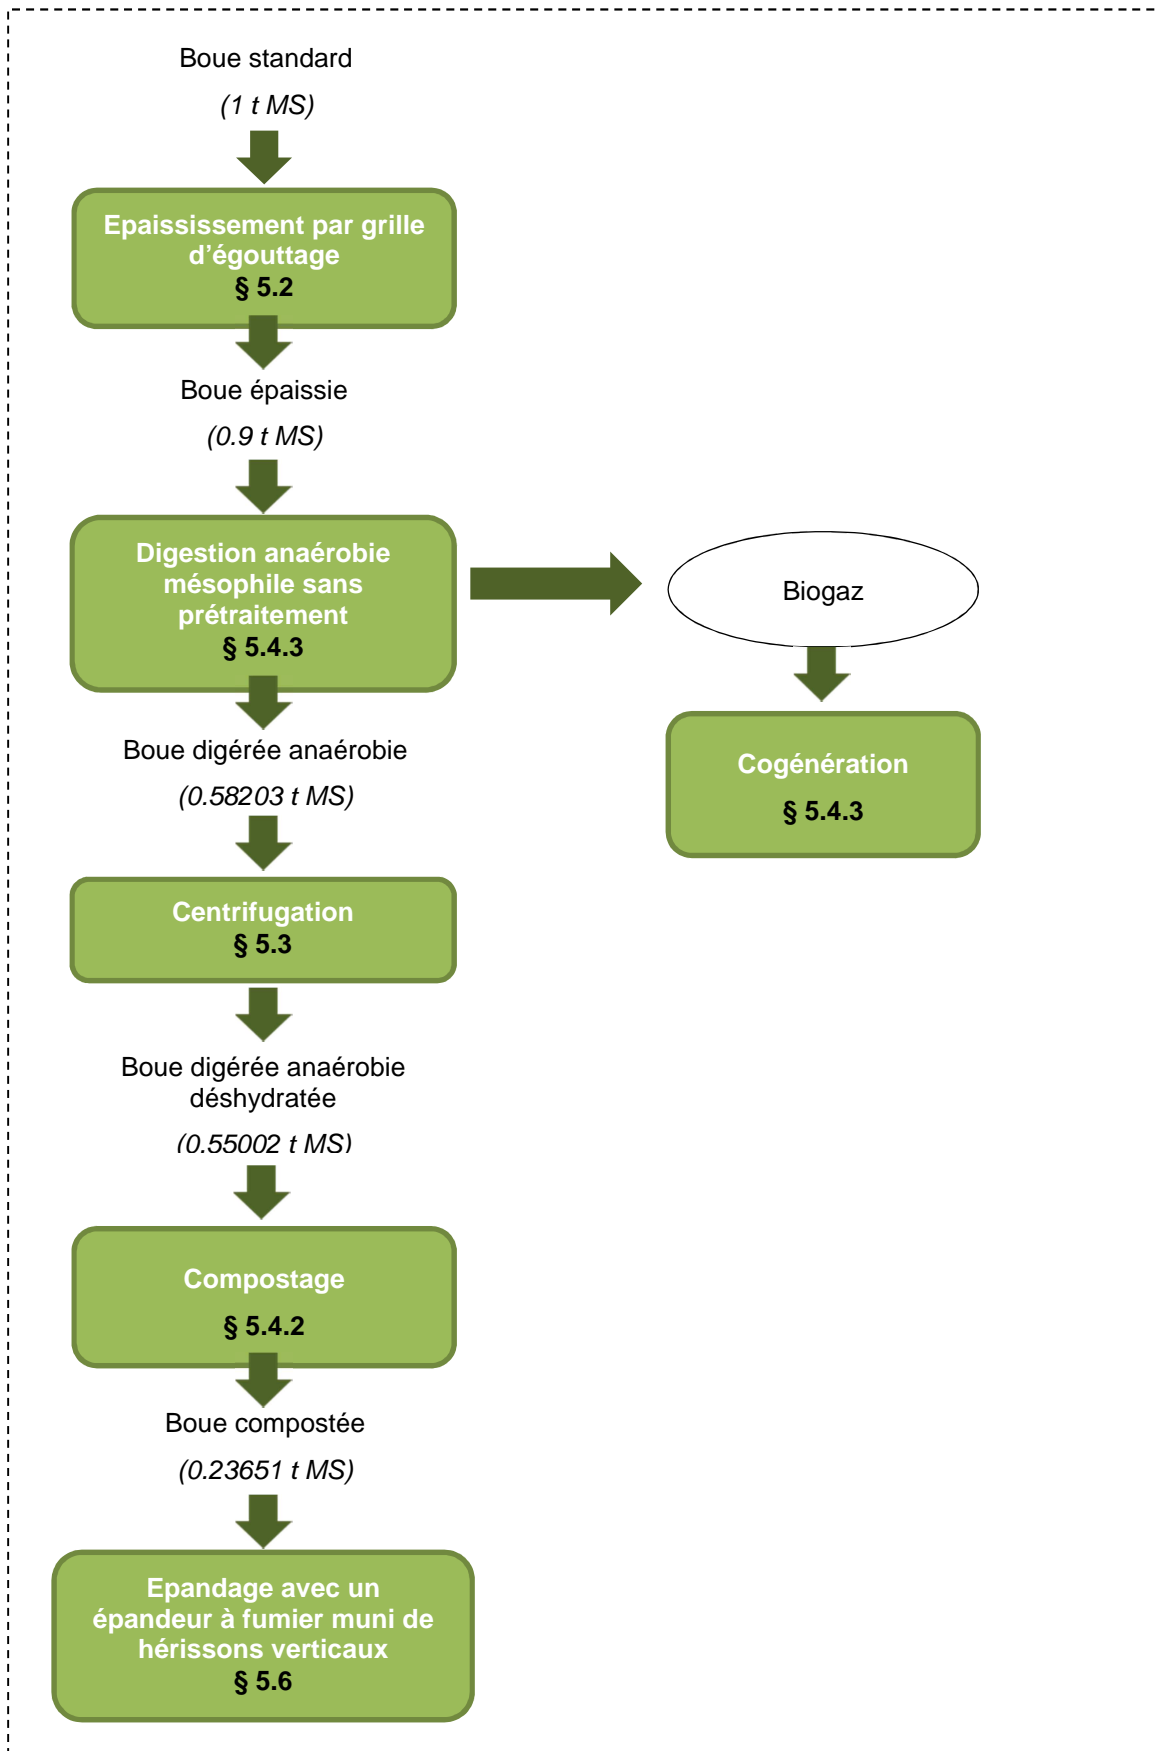 Boue standard
(1 t MS)
Epaississement par grille
d'égouttage
§ 5.2
Boue épaissie
(0.9 t MS)
Digestion anaérobie
mésophile sans
prétraitement
§ 5.4.3
Biogaz
Boue digérée anaérobie
(0.58203 t MS)
Cogénération
§ 5.4.3
Centrifugation
§ 5.3
Boue digérée anaérobie
déshydratée
(0.55002 t MS)
Compostage
§ 5.4.2
Boue compostée
(0.23651 t MS)
Epandage avec un
épandeur à fumier muni de
hérissons verticaux
§ 5.6